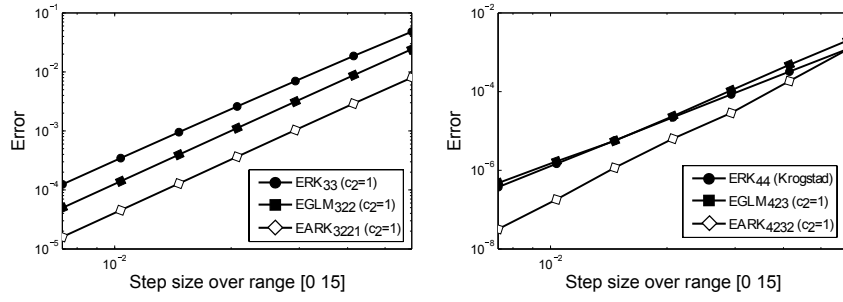 10⁻¹
10⁻²
10⁻³
10⁻⁴
10⁻⁵
Error
10⁻²
Step size over range [0 15]
ERK₃₃ (c₂=1)
EGLM₃₂₂ (c₂=1)
EARK₃₂₂₁ (c₂=1)
10⁻²
10⁻⁴
10⁻⁶
10⁻⁸
Error
10⁻²
Step size over range [0 15]
ERK₄₄ (Krogstad)
EGLM₄₂₃ (c₂=1)
EARK₄₂₃₂ (c₂=1)